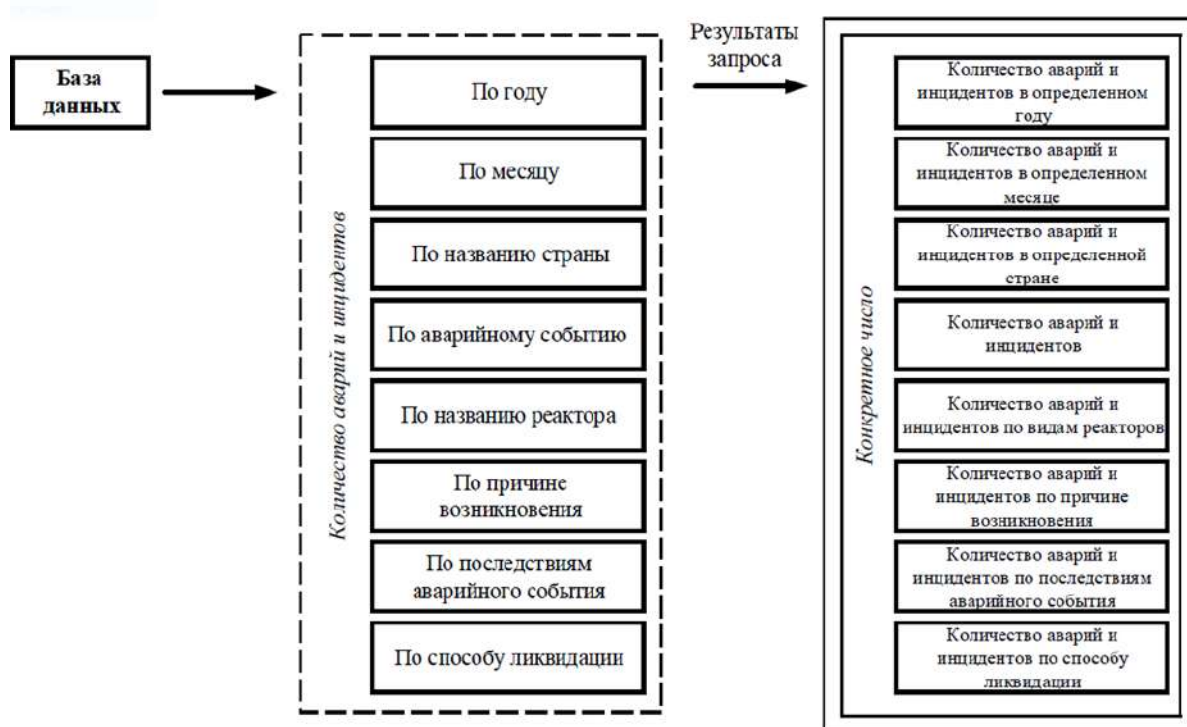 База
данных
Количество аварий и инцидентов
По году
По месяцу
По названию страны
По аварийному событию
По названию реактора
По причине
возникновения
По последствиям
аварийного события
По способу ликвидации
Результаты
запроса
Конкретное число
Количество аварий и
инцидентов в определенном
году
Количество аварий и
инцидентов в определенном
месяце
Количество аварий и
инцидентов в определенной
стране
Количество аварий и
инцидентов
Количество аварий и
инцидентов по видам реакторов
Количество аварий и
инцидентов по причине
возникновения
Количество аварий и
инцидентов по последствиям
аварийного события
Количество аварий и
инцидентов по способу
ликвидации